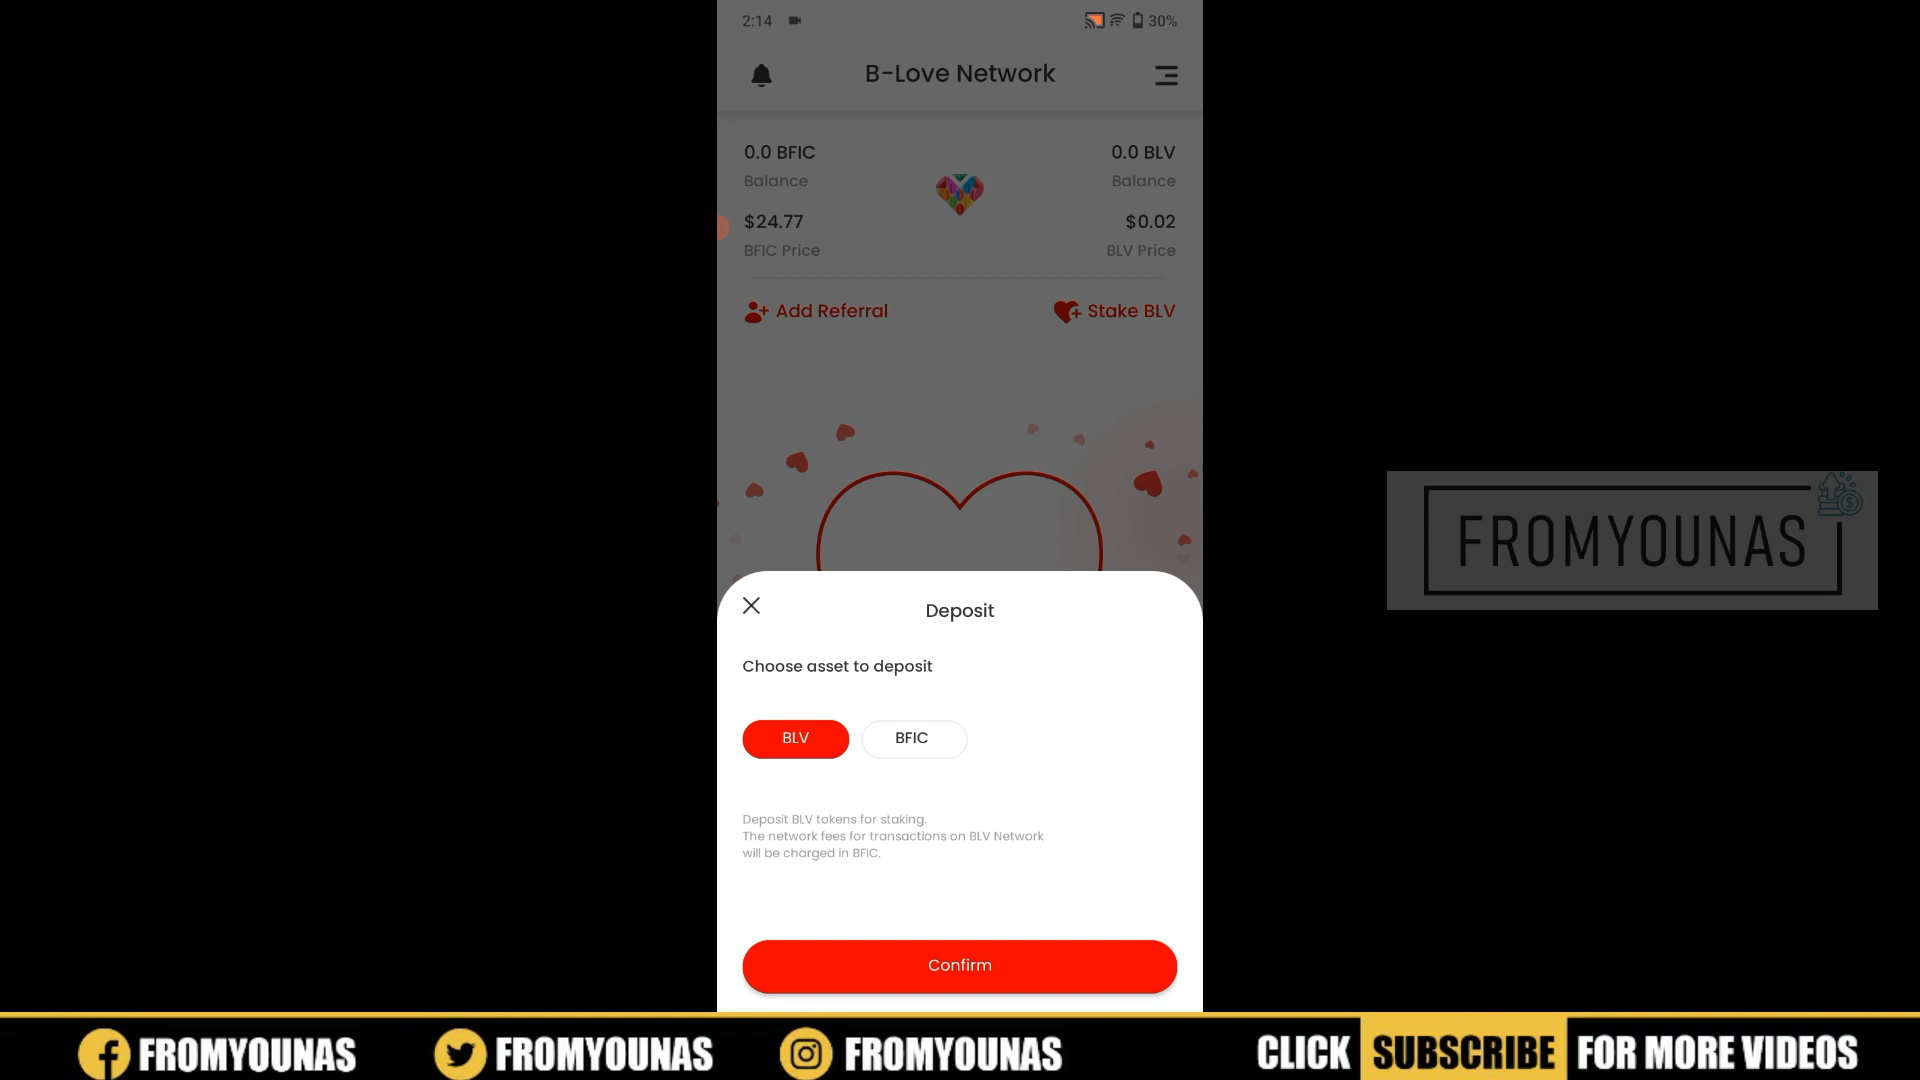 2:14
30%
B-Love Network
0.0 BFIC
0.0 BLV
Balance
Balance
$24.77
$0.02
BFIC Price
BLV Price
Add Referral
Stake BLV
Deposit
Choose asset to deposit
BLV
BFIC
Deposit BLV tokens for staking.
The network fees for transactions on BLV Network
will be charged in BFIC.
Confirm
FROMYOUNAS
FROMYOUNAS
FROMYOUNAS
FROMYOUNAS
CLICK SUBSCRIBE FOR MORE VIDEOS